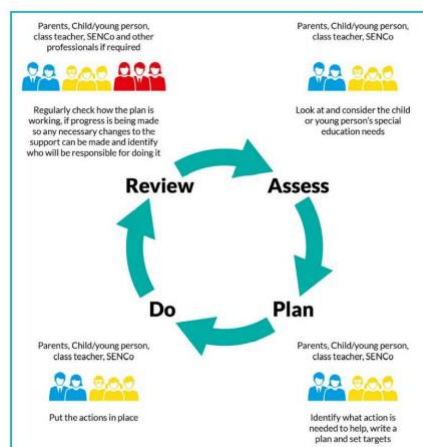 Parents, Child/young person,
class teacher, SENCo and other
professionals if required
Regularly check how the plan is
working, if progress is being made
so any necessary changes to the
support can be made and identify
who will be responsible for doing it
Parents, Child/young person,
class teacher, SENCo
Look at and consider the child
or young person's special
education needs
Review
Assess
Do
Plan
Parents, Child/young person,
class teacher, SENCo
Put the actions in place
Parents, Child/young person,
class teacher, SENCo
Identify what action is
needed to help, write a
plan and set targets